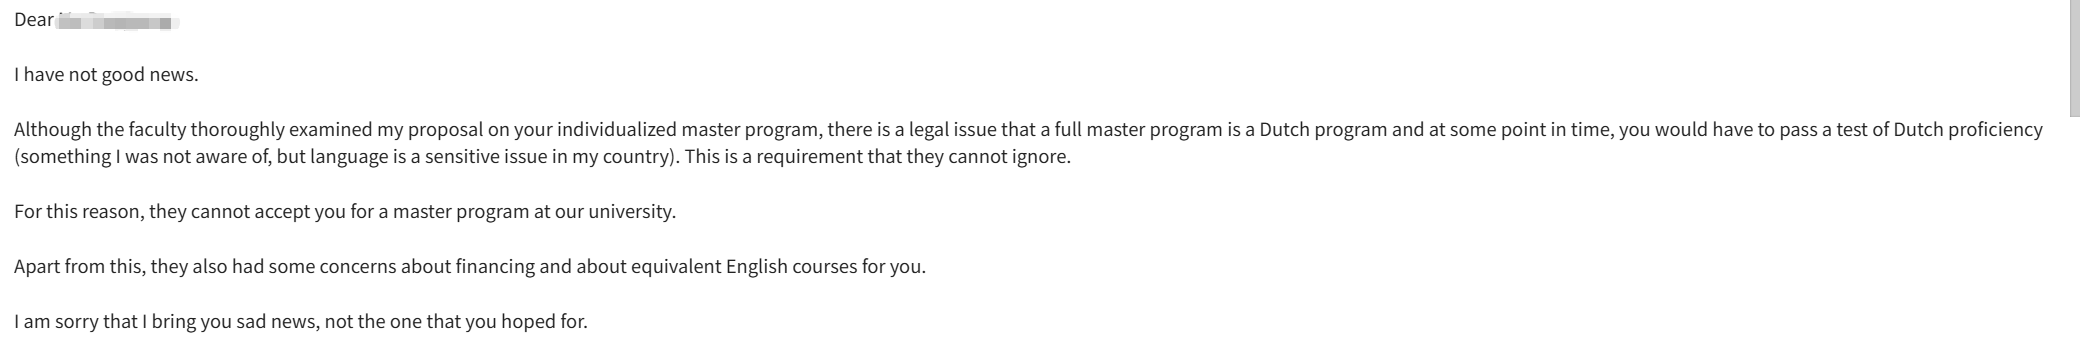 Dear
I have not good news.
Although the faculty thoroughly examined my proposal on your individualized master program, there is a legal issue that a full master program is a Dutch program and at some point in time, you would have to pass a test of Dutch proficiency
(something I was not aware of, but language is a sensitive issue in my country). This is a requirement that they cannot ignore.
For this reason, they cannot accept you for a master program at our university.
Apart from this, they also had some concerns about financing and about equivalent English courses for you.
I am sorry that I bring you sad news, not the one that you hoped for.